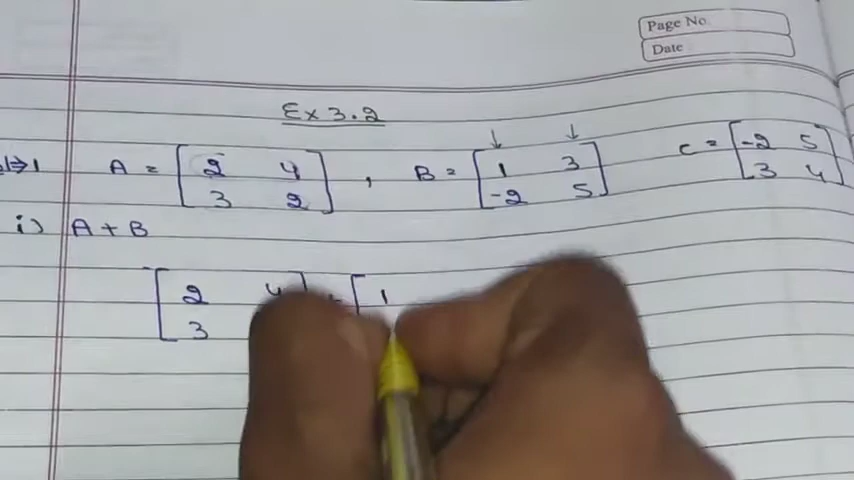 Page No.
Date
Ex 3.2
1 A = [2 4 , B = [1 3 C = [-2 5
3 2] -2 5] 3 4]
i) A + B
[2 4] + [1
3